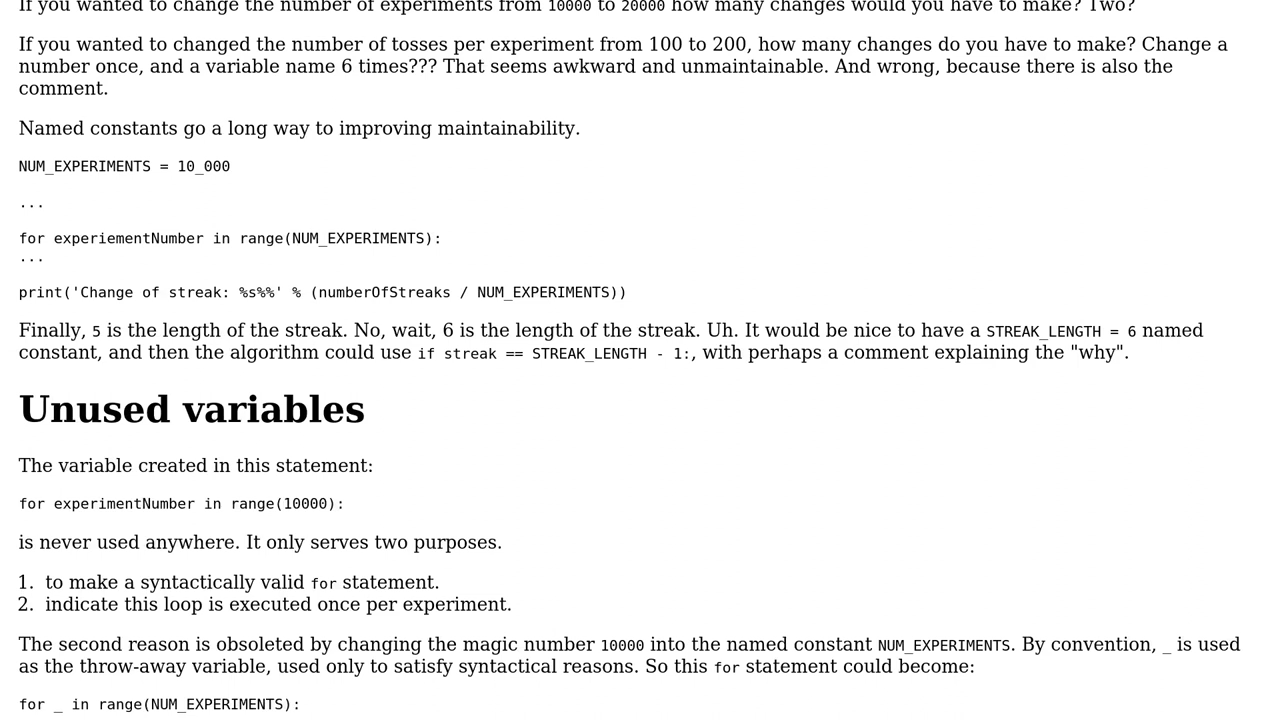 If you wanted to change the number of experiments from 10000 to 20000 how many changes would you have to make? Two?
If you wanted to changed the number of tosses per experiment from 100 to 200, how many changes do you have to make? Change a
number once, and a variable name 6 times??? That seems awkward and unmaintainable. And wrong, because there is also the
comment.
Named constants go a long way to improving maintainability.
NUM_EXPERIMENTS = 10_000
...
for experiementNumber in range(NUM_EXPERIMENTS):
...
print('Change of streak: %s%%' % (numberOfStreaks / NUM_EXPERIMENTS))
Finally, 5 is the length of the streak. No, wait, 6 is the length of the streak. Uh. It would be nice to have a STREAK_LENGTH = 6 named
constant, and then the algorithm could use if streak == STREAK_LENGTH - 1:, with perhaps a comment explaining the "why".
Unused variables
The variable created in this statement:
for experimentNumber in range(10000):
is never used anywhere. It only serves two purposes.
1. to make a syntactically valid for statement.
2. indicate this loop is executed once per experiment.
The second reason is obsoleted by changing the magic number 10000 into the named constant NUM_EXPERIMENTS. By convention, _ is used
as the throw-away variable, used only to satisfy syntactical reasons. So this for statement could become:
for _ in range(NUM_EXPERIMENTS):